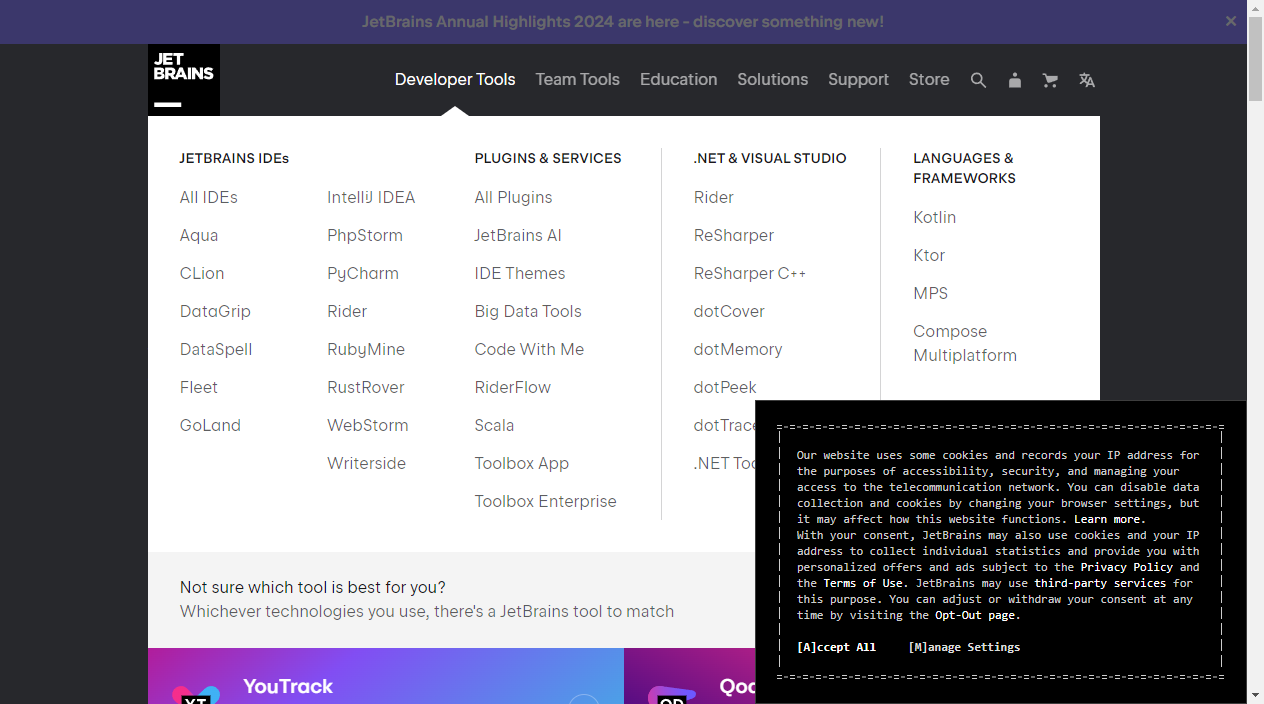 JetBrains Annual Highlights 2024 are here - discover something new!
JET
BRAINS
Developer Tools
Team Tools
Education
Solutions
Support
Store
JETBRAINS IDEs
All IDEs
Aqua
CLion
DataGrip
DataSpell
Fleet
GoLand
IntelliJ IDEA
PhpStorm
PyCharm
Rider
RubyMine
RustRover
WebStorm
Writerside
PLUGINS & SERVICES
All Plugins
JetBrains AI
IDE Themes
Big Data Tools
Code With Me
RiderFlow
Scala
Toolbox App
Toolbox Enterprise
.NET & VISUAL STUDIO
Rider
ReSharper
ReSharper C++
dotCover
dotMemory
dotPeek
dotTrace
.NET
LANGUAGES &
FRAMEWORKS
Kotlin
Ktor
MPS
Compose
Multiplatform
Not sure which tool is best for you?
Whichever technologies you use, there's a JetBrains tool to match
YouTrack
Our website uses some cookies and records your IP address for
the purposes of accessibility, security, and managing your
access to the telecommunication network. You can disable data
collection and cookies by changing your browser settings, but
it may affect how this website functions. Learn more.
With your consent, JetBrains may also use cookies and your IP
address to collect individual statistics and provide you with
personalized offers and ads subject to the Privacy Policy and
the Terms of Use. JetBrains may use third-party services for
this purpose. You can adjust or withdraw your consent at any
time by visiting the Opt-Out page.
[A]ccept All
[M]anage Settings